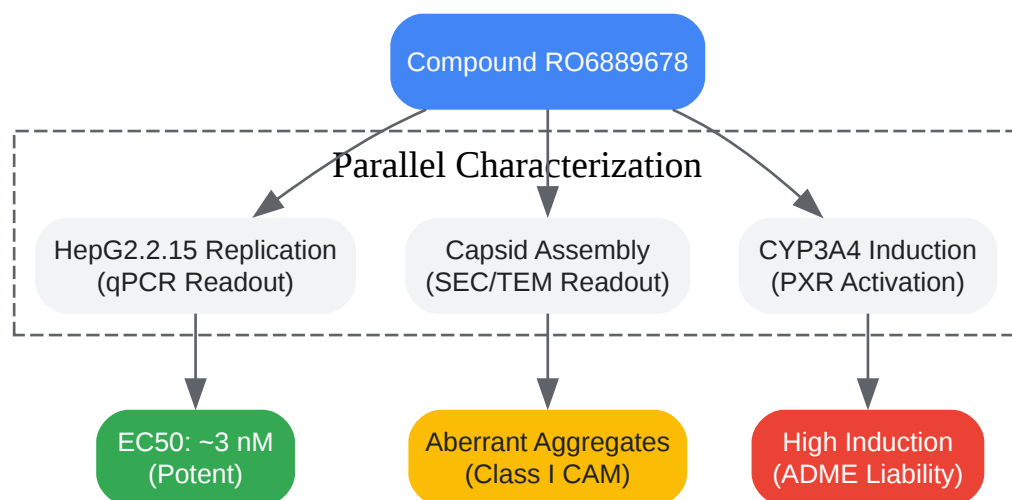 Compound RO6889678
Parallel Characterization
HepG2.2.15 Replication
(qPCR Readout)
Capsid Assembly
(SEC/TEM Readout)
CYP3A4 Induction
(PXR Activation)
EC50: ~3 nM
(Potent)
Aberrant Aggregates
(Class I CAM)
High Induction
(ADME Liability)